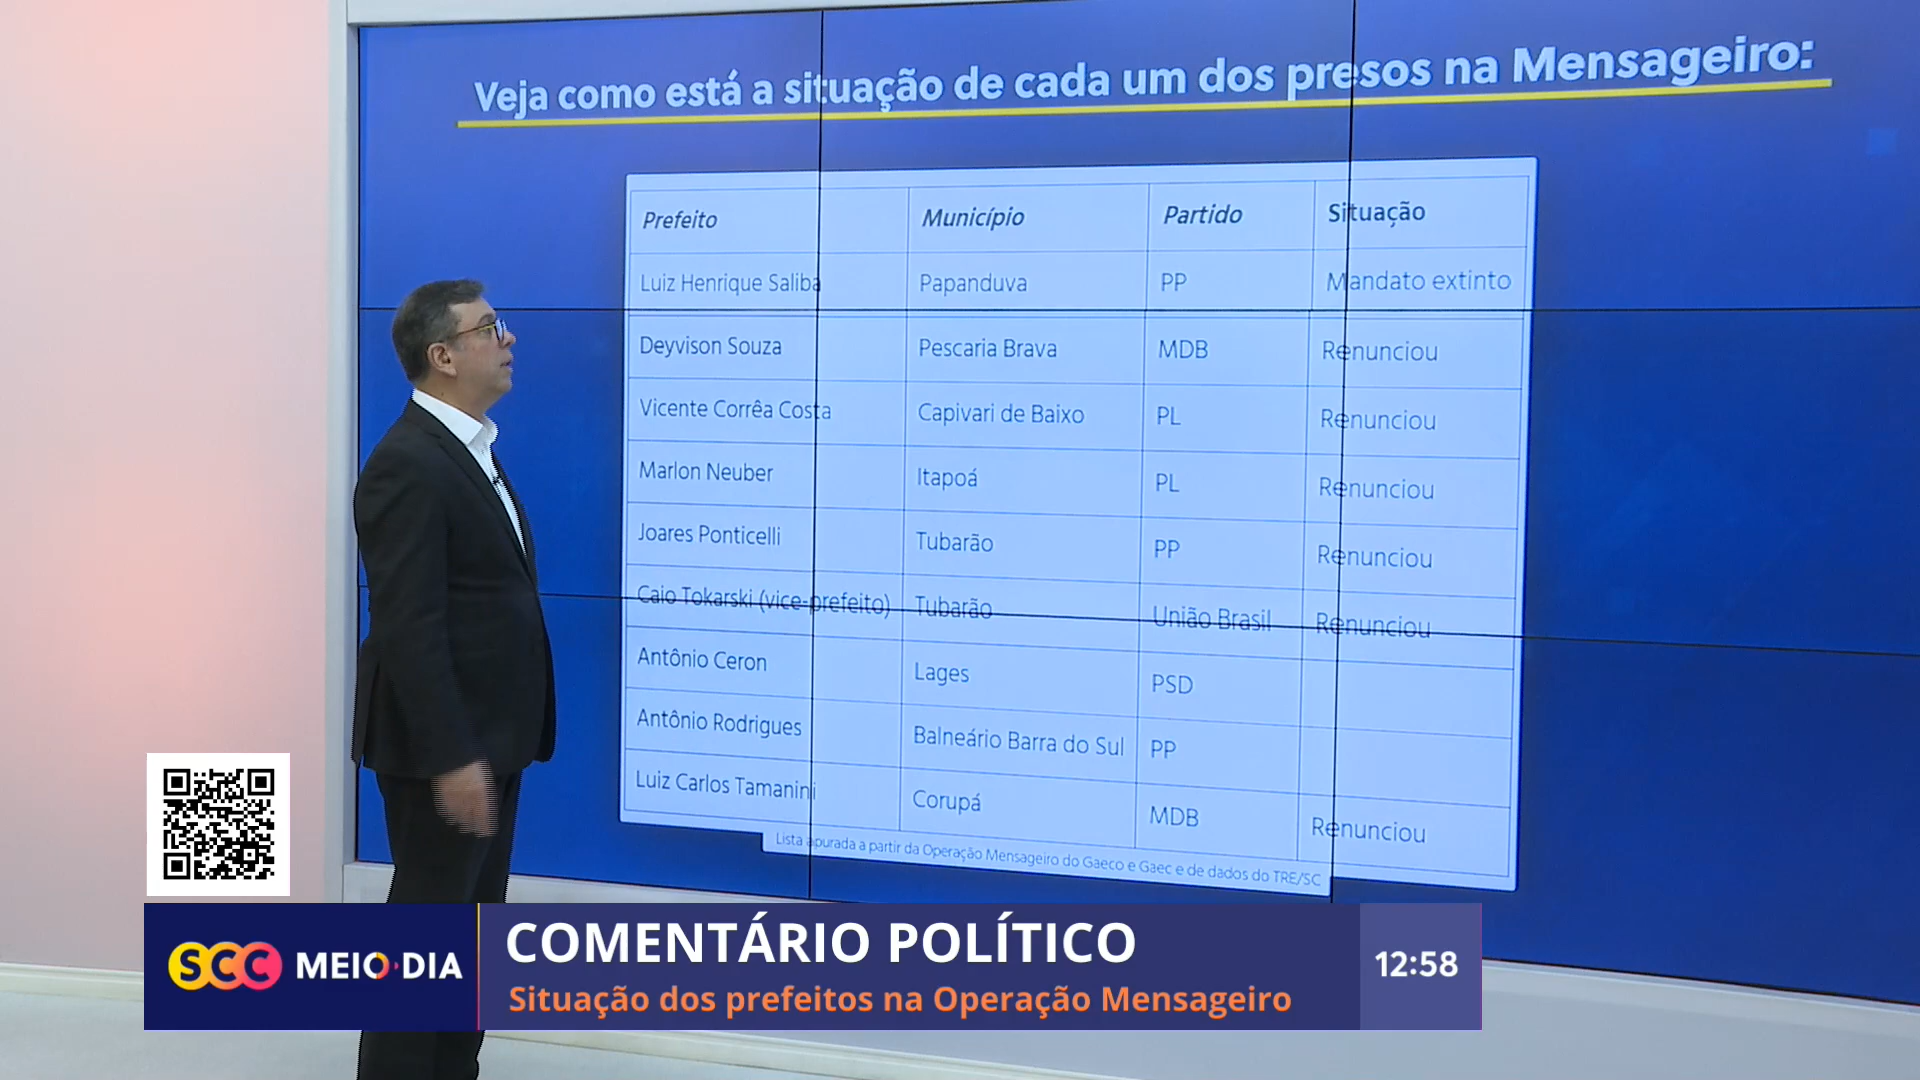 Veja como está a situação de cada um dos presos na Mensageiro:
Prefeito Município Partido Situação
Luiz Henrique Saliba Papanduva PP Mandato extinto
Deyvison Souza Pescaria Brava MDB Renunciou
Vicente Corrêa Costa Capivari de Baixo PL Renunciou
Marlon Neuber Itapoá PL Renunciou
Joares Ponticelli Tubarão PP Renunciou
Caio Tokarski (vice-prefeito) Tubarão União Brasil Renunciou
Antônio Ceron Lages PSD
Antônio Rodrigues Balneário Barra do Sul PP
Luiz Carlos Tamanini Corupá MDB Renunciou
Lista apurada a partir da Operação Mensageiro do Gaeco e Gaec e de dados do TRE/SC
SCC MEIO DIA
COMENTÁRIO POLÍTICO
Situação dos prefeitos na Operação Mensageiro
12:58